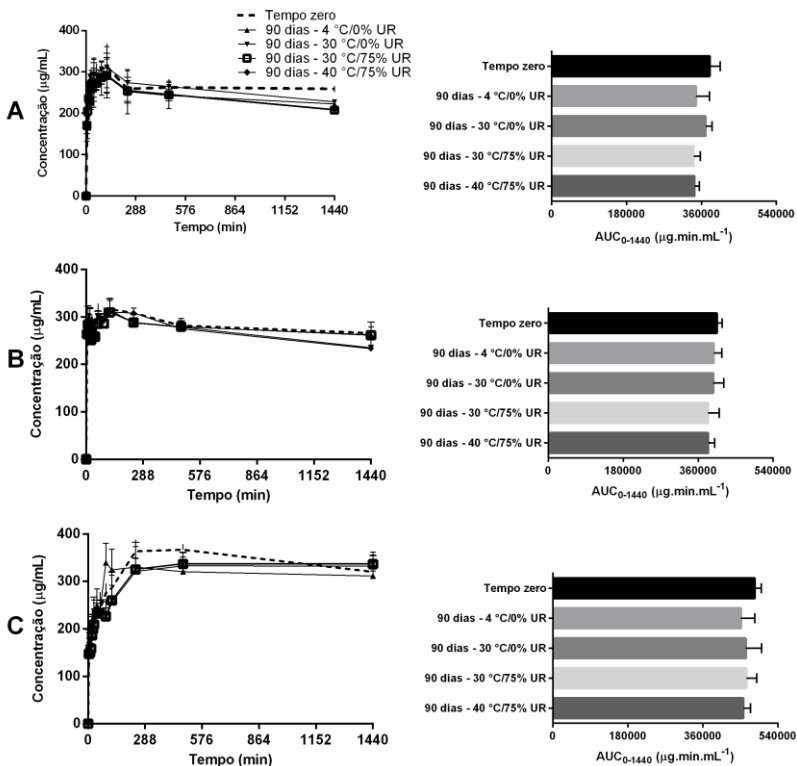 Tempo zero
90 dias - 4 °C/0% UR
90 dias - 30 °C/0% UR
90 dias - 30 °C/75% UR
90 dias - 40 °C/75% UR
A
Concentração (µg/mL)
400
300
200
100
0
0 288 576 864 1152 1440
Tempo (min)
Tempo zero
90 dias - 4 °C/0% UR
90 dias - 30 °C/0% UR
90 dias - 30 °C/75% UR
90 dias - 40 °C/75% UR
0 180000 360000 540000
AUC0-1440 (µg.min.mL-1)
B
Concentração (µg/mL)
400
300
200
100
0
0 288 576 864 1152 1440
Tempo (min)
Tempo zero
90 dias - 4 °C/0% UR
90 dias - 30 °C/0% UR
90 dias - 30 °C/75% UR
90 dias - 40 °C/75% UR
0 180000 360000 540000
AUC0-1440 (µg.min.mL-1)
C
Concentração (µg/mL)
400
300
200
100
0
0 288 576 864 1152 1440
Tempo (min)
Tempo zero
90 dias - 4 °C/0% UR
90 dias - 30 °C/0% UR
90 dias - 30 °C/75% UR
90 dias - 40 °C/75% UR
0 180000 360000 540000
AUC0-1440 (µg.min.mL-1)